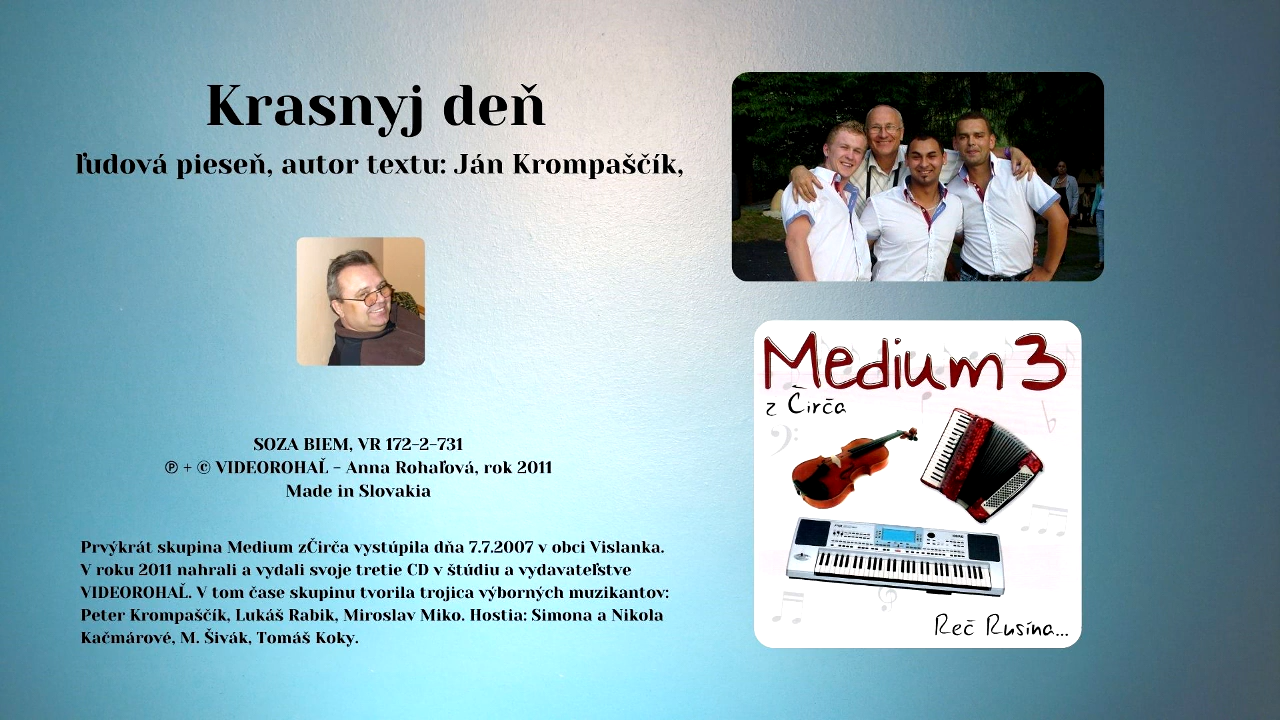 Krasnyj deň
ľudová pieseň, autor textu: Ján Krompaščík,
SOZA BIEM, VR 172-2-731
℗ + © VIDEOROHAĽ - Anna Rohaľová, rok 2011
Made in Slovakia
Prvýkrát skupina Medium zČirča vystúpila dňa 7.7.2007 v obci Vislanka.
V roku 2011 nahrali a vydali svoje tretie CD v štúdiu a vydavateľstve
VIDEOROHAĽ. V tom čase skupinu tvorila trojica výborných muzikantov:
Peter Krompaščík, Lukáš Rabik, Miroslav Miko. Hostia: Simona a Nikola
Kačmárové, M. Šivák, Tomáš Koky.
Medium 3
z Čirča
Reč Rusína...